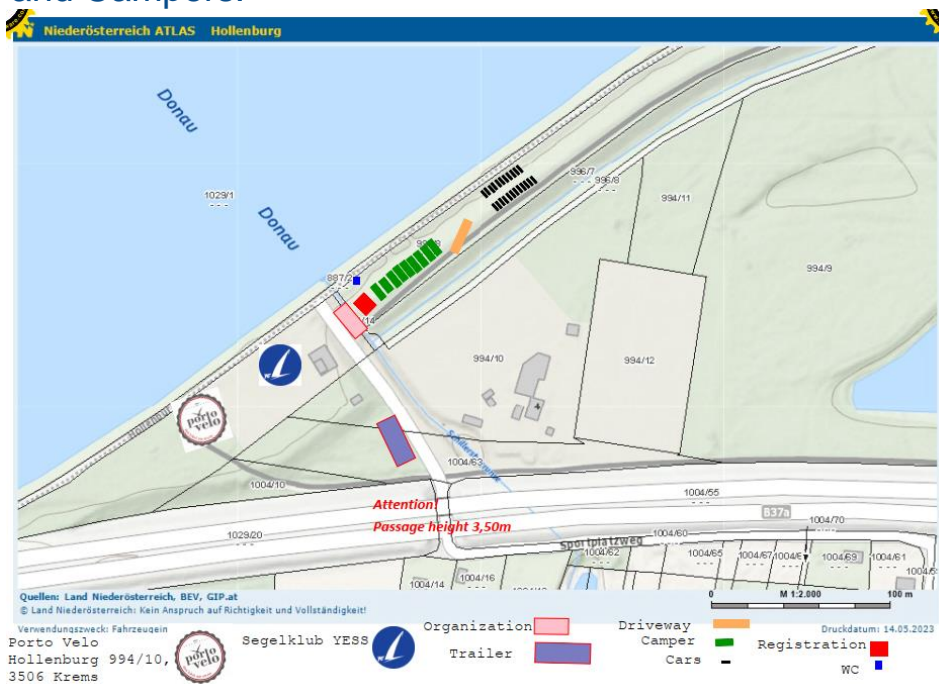 and Campers.
Niederösterreich ATLAS Hollenburg
Donau
Donau
1029/1
996/7
996/8
994/11
994/9
887/2
994/10
994/12
porto
velo
1004/63
1004/10
1004/55
Attention!
Passage height 3,50m
B37a
1029/20
1004/60
1004/70
Sportplatzweg
1004/62
1004/65
1004/67
1004/69
1004/61
1004/14
1004/16
Quellen: Land Niederösterreich, BEV, GIP.at
© Land Niederösterreich: Kein Anspruch auf Richtigkeit und Vollständigkeit!
0 M 1:2.000 100 m
Verwendungszweck: Fahrzeugein
Druckdatum: 14.05.2023
Porto Velo
Hollenburg 994/10,
3506 Krems
porto
velo
Segelklub YESS
Organization
Trailer
Driveway
Camper
Cars
Registration
WC